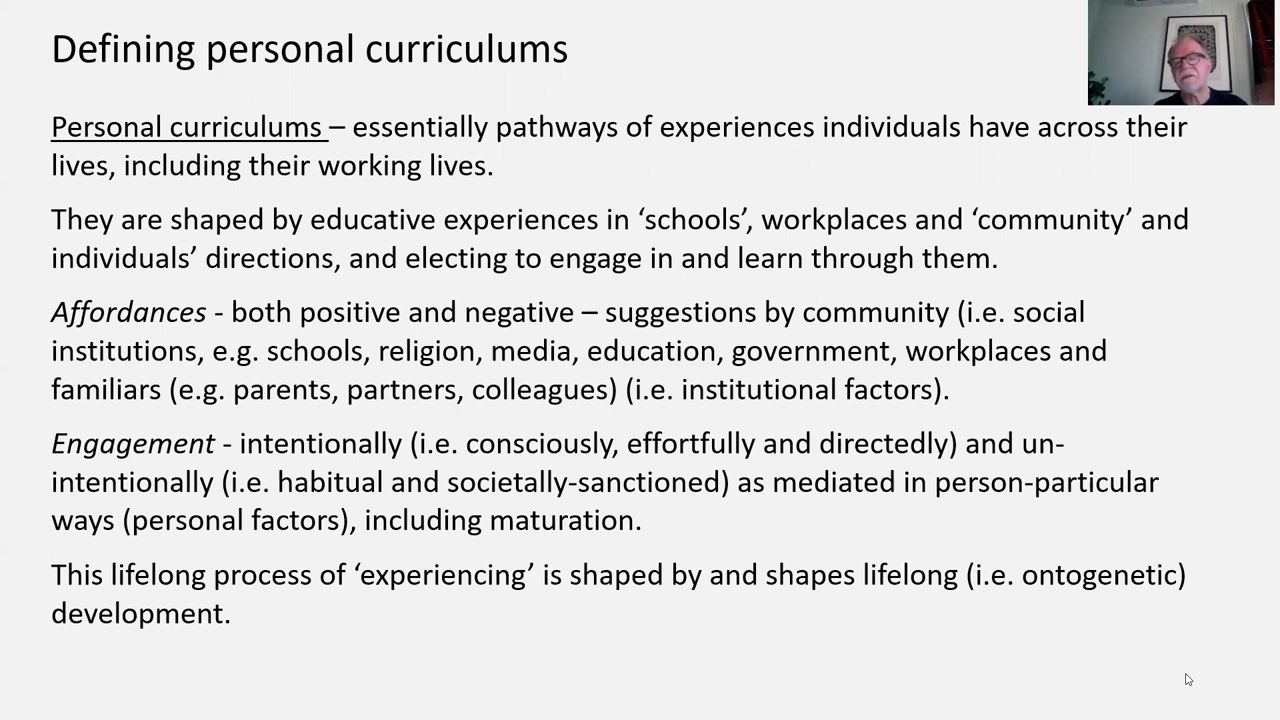 Defining personal curriculums
Personal curriculums – essentially pathways of experiences individuals have across their
lives, including their working lives.
They are shaped by educative experiences in ‘schools’, workplaces and ‘community’ and
individuals’ directions, and electing to engage in and learn through them.
Affordances - both positive and negative – suggestions by community (i.e. social
institutions, e.g. schools, religion, media, education, government, workplaces and
familiars (e.g. parents, partners, colleagues) (i.e. institutional factors).
Engagement - intentionally (i.e. consciously, effortfully and directedly) and un-
intentionally (i.e. habitual and societally-sanctioned) as mediated in person-particular
ways (personal factors), including maturation.
This lifelong process of ‘experiencing’ is shaped by and shapes lifelong (i.e. ontogenetic)
development.